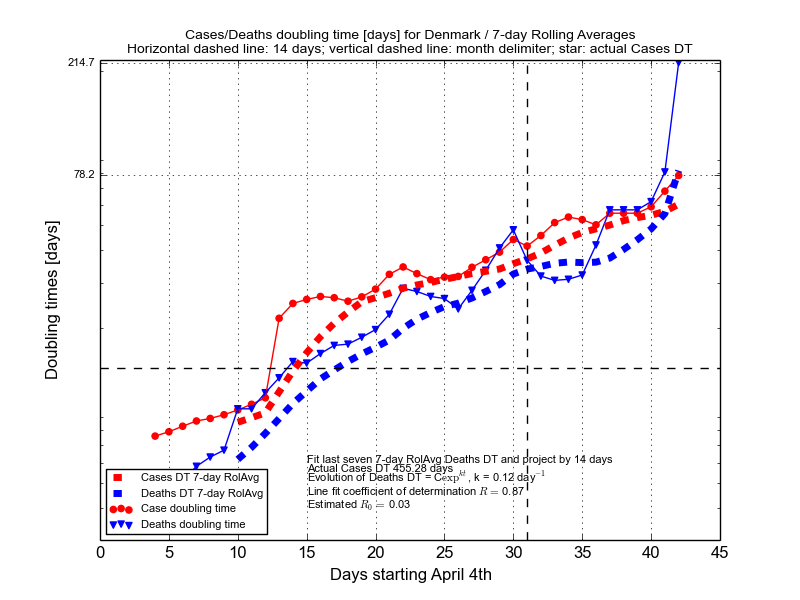 Cases/Deaths doubling time [days] for Denmark / 7-day Rolling Averages
Horizontal dashed line: 14 days; vertical dashed line: month delimiter; star: actual Cases DT
214.7
78.2
Doubling times [days]
Fit last seven 7-day RolAvg Deaths DT and project by 14 days
Actual Cases DT 455.28 days
Evolution of Deaths DT = C exp^{kt} , k = 0.12 day^{-1}
Line fit coefficient of determination R = 0.87
Estimated R_0 = 0.03
Cases DT 7-day RolAvg
Deaths DT 7-day RolAvg
Case doubling time
Deaths doubling time
0 5 10 15 20 25 30 35 40 45
Days starting April 4th